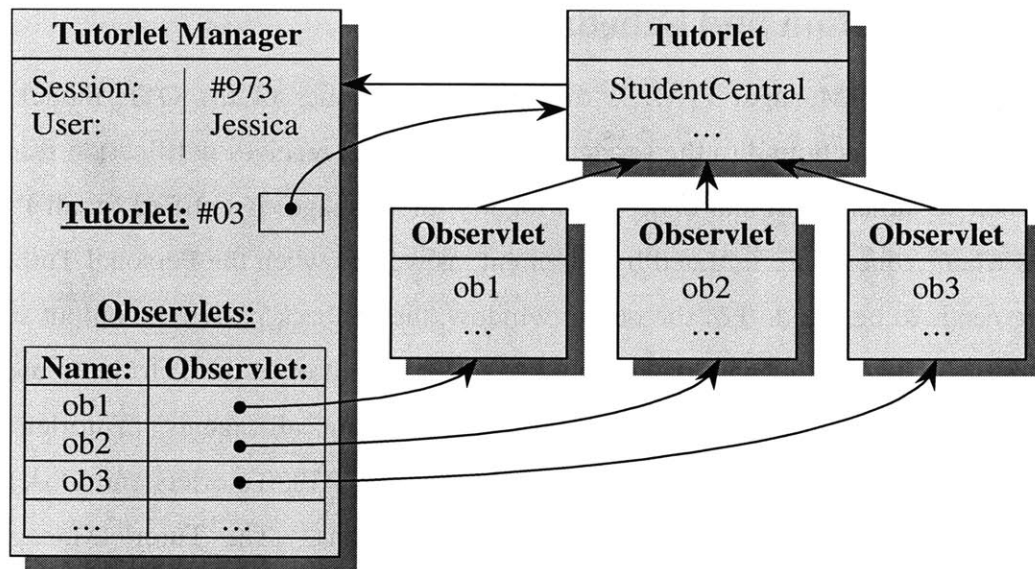 Tutorlet Manager
Session: #973
User: Jessica
Tutorlet: #03
Observlets:
Name: Observlet:
ob1
ob2
ob3
… …
Tutorlet
StudentCentral
…
Observlet
ob1
…
Observlet
ob2
…
Observlet
ob3
…